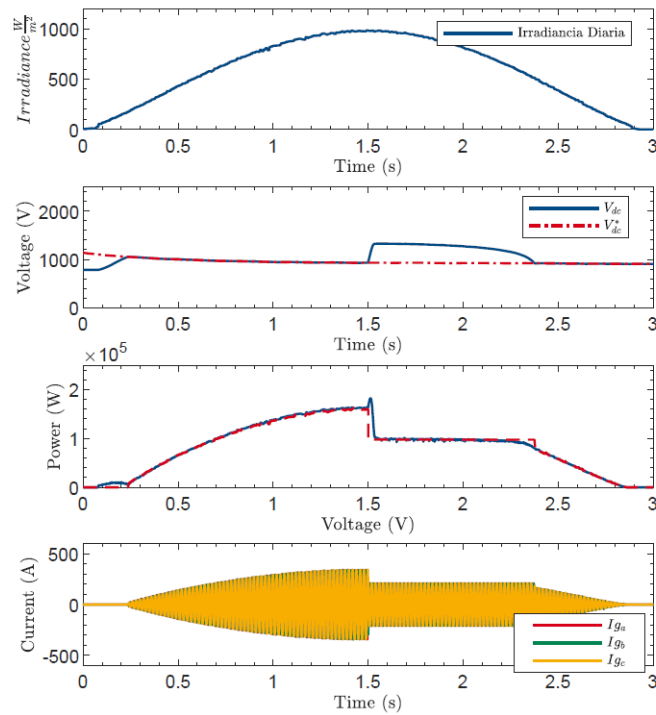 1000
500
0
Irradiance W/m²
Irradiancia Diaria
0 0.5 1 1.5 2 2.5 3
Time (s)
2000
1000
0
Voltage (V)
V_dc
V*_dc
0 0.5 1 1.5 2 2.5 3
Time (s)
×10^5
2
1
0
Power (W)
0 0.5 1 1.5 2 2.5 3
Voltage (V)
500
0
-500
Current (A)
Ig_a
Ig_b
Ig_c
0 0.5 1 1.5 2 2.5 3
Time (s)